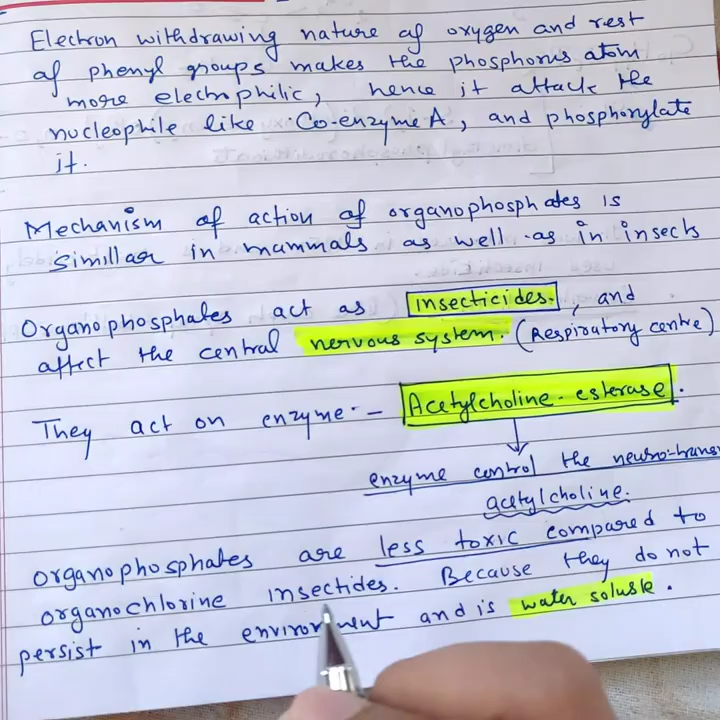 Electron withdrawing nature of oxygen and rest
of phenyl groups makes the phosphorus atom
more electrophilic, hence it attack the
nucleophile like Co-enzyme A, and phosphorylate
it.
Mechanism of action of organophosphates is
simillar in mammals as well as in insects
Organophosphates act as insecticides, and
affect the central nervous system. (Respiratory centre)
They act on enzyme - Acetylcholine esterase.
enzyme control the neuro-trans
acetylcholine.
organophosphates are less toxic compared to
organochlorine insectides. Because they do not
persist in the environment and is water soluble.